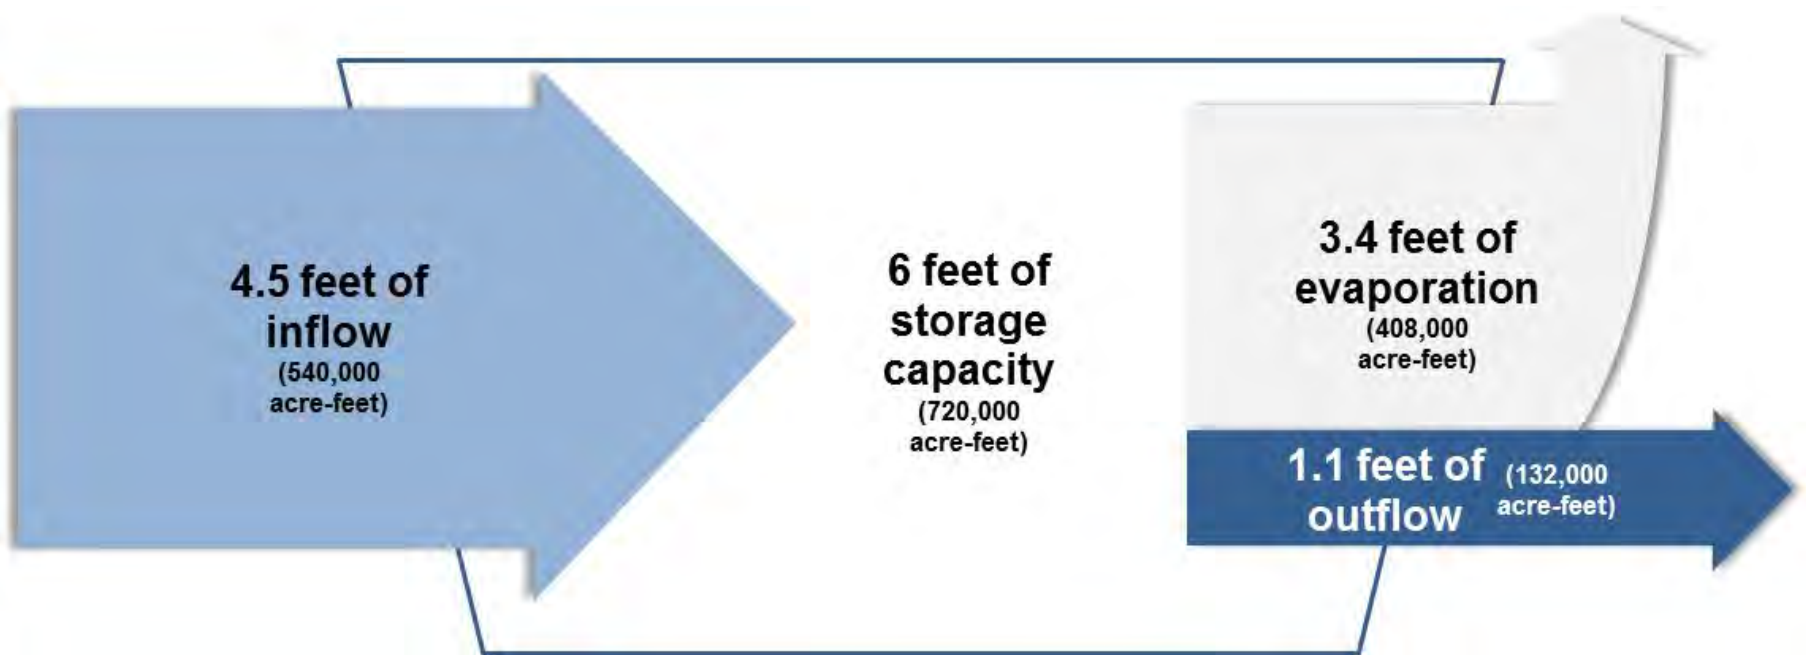 4.5 feet of
inflow
(540,000
acre-feet)
6 feet of
storage
capacity
(720,000
acre-feet)
3.4 feet of
evaporation
(408,000
acre-feet)
1.1 feet of
outflow
(132,000
acre-feet)